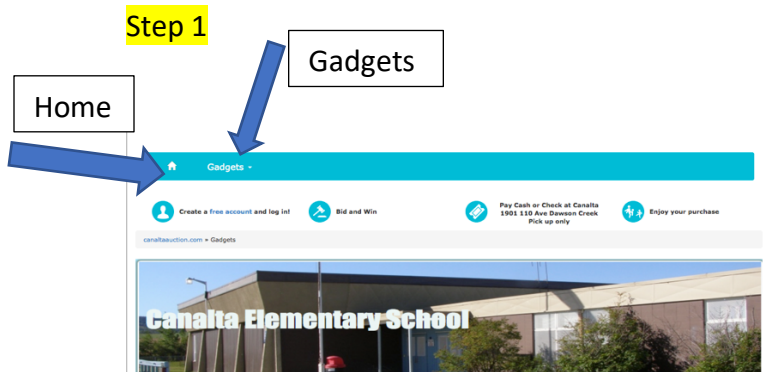 Step 1
Gadgets
Home
Gadgets
Create a free account and log in!
Bid and Win
Pay Cash or Check at Canalta
1901 110 Ave Dawson Creek
Pick up only
Enjoy your purchase
canaltaauction.com » Gadgets
Canalta Elementary School